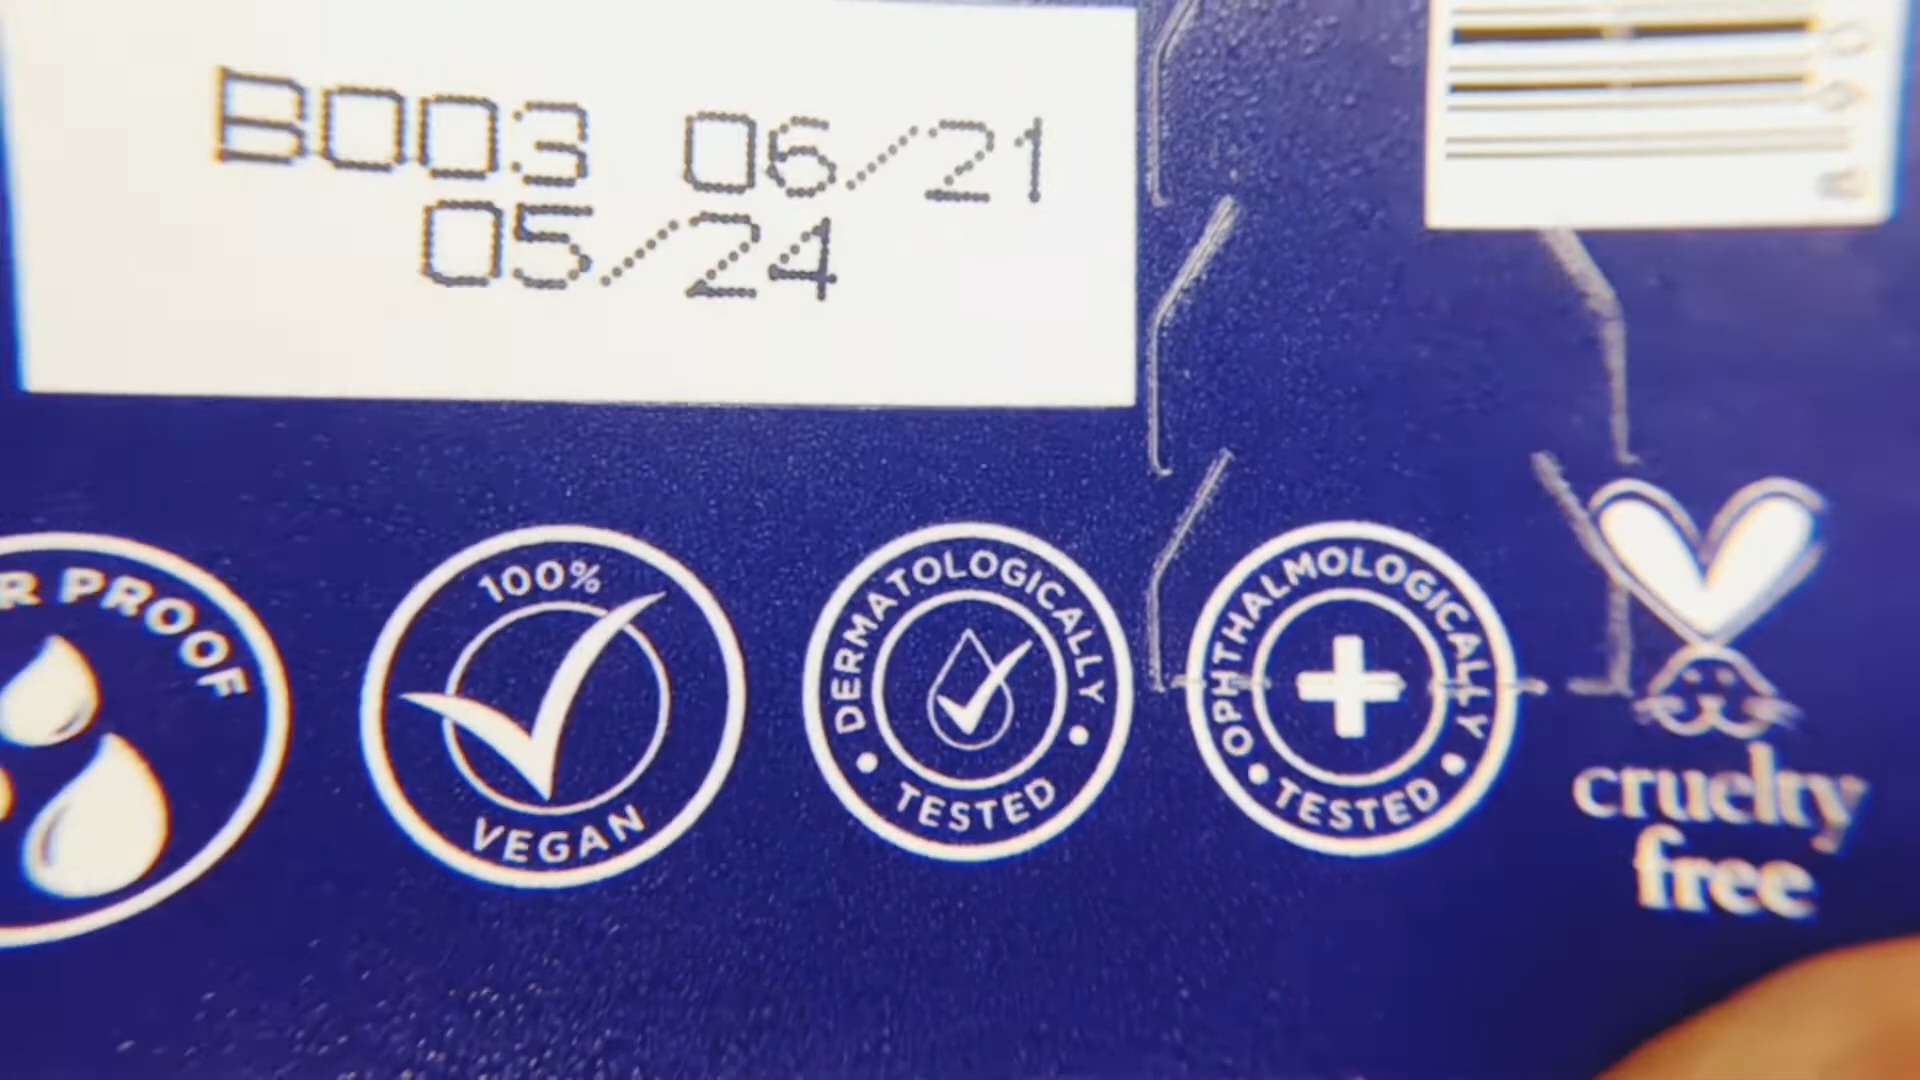 B003 06/21
05/24
R PROOF
100%
VEGAN
DERMATOLOGICALLY
TESTED
OPHTHALMOLOGICALLY
TESTED
cruelty
free